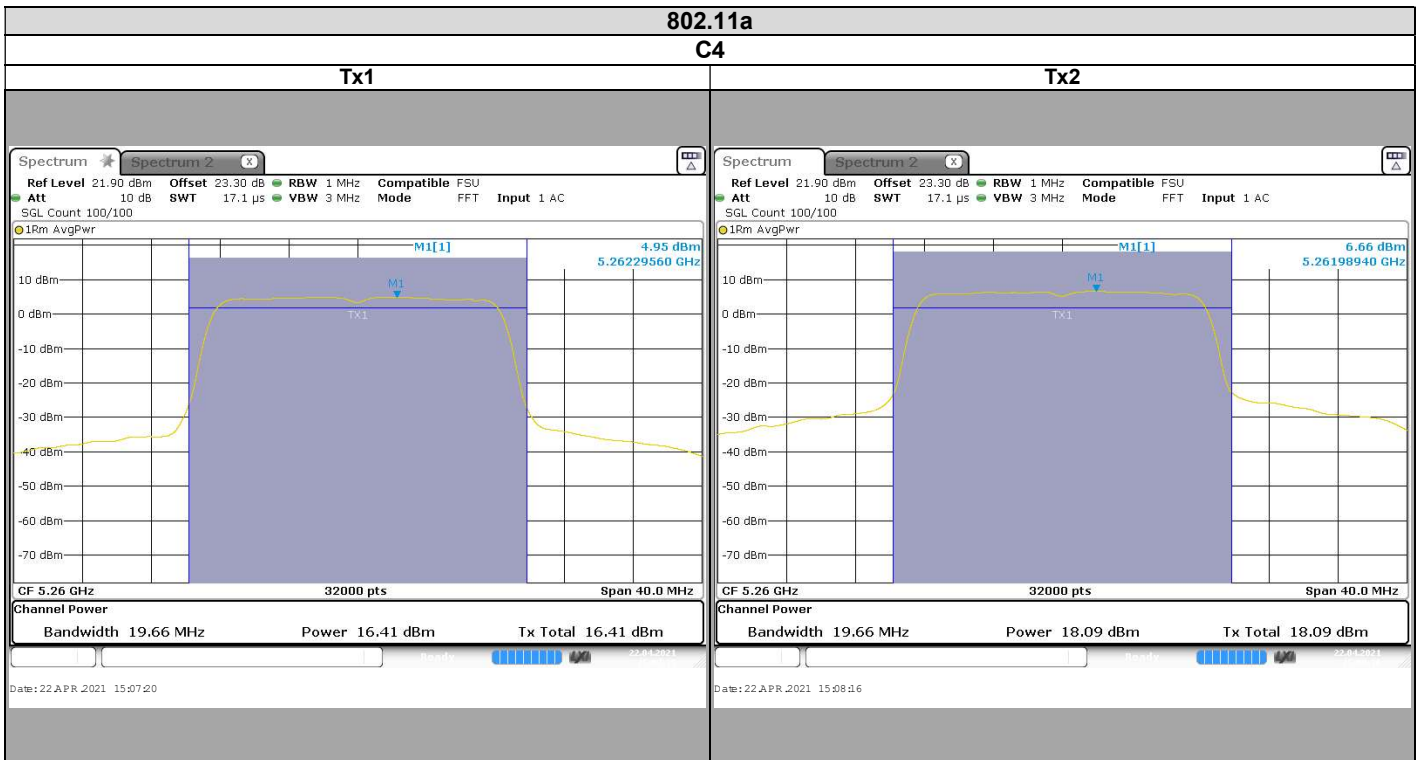 802.11a
C4
Tx1
Spectrum Spectrum 2 X
Ref Level 21.90 dBm Offset 23.30 dB RBW 1 MHz Compatible FSU
Att 10 dB SWT 17.1 µs VBW 3 MHz Mode FFT Input 1 AC
SGL Count 100/100
1Rm AvgPwr
M1[1] 4.95 dBm
5.26229560 GHz
10 dBm
M1
0 dBm
TX1
-10 dBm
-20 dBm
-30 dBm
-40 dBm
-50 dBm
-60 dBm
-70 dBm
CF 5.26 GHz 32000 pts Span 40.0 MHz
Channel Power
Bandwidth 19.66 MHz Power 16.41 dBm Tx Total 16.41 dBm
Ready 22.04.2021
Date:22.APR.2021 15:07:20
Tx2
Spectrum Spectrum 2 X
Ref Level 21.90 dBm Offset 23.30 dB RBW 1 MHz Compatible FSU
Att 10 dB SWT 17.1 µs VBW 3 MHz Mode FFT Input 1 AC
SGL Count 100/100
1Rm AvgPwr
M1[1] 6.66 dBm
5.26198940 GHz
10 dBm
M1
0 dBm
TX1
-10 dBm
-20 dBm
-30 dBm
-40 dBm
-50 dBm
-60 dBm
-70 dBm
CF 5.26 GHz 32000 pts Span 40.0 MHz
Channel Power
Bandwidth 19.66 MHz Power 18.09 dBm Tx Total 18.09 dBm
Ready 22.04.2021
Date:22.APR.2021 15:08:16